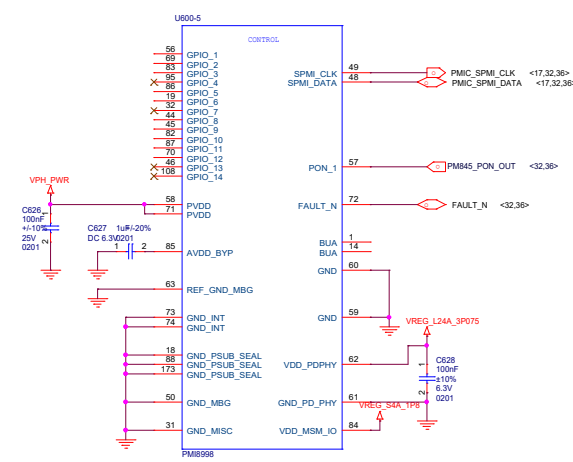 U600-5
CONTROL
56 GPIO_1
69 GPIO_2
83 GPIO_3
95 GPIO_4
86 GPIO_5
19 GPIO_6
32 GPIO_7
44 GPIO_8
45 GPIO_9
82 GPIO_10
87 GPIO_11
70 GPIO_12
46 GPIO_13
108 GPIO_14
SPMI_CLK 49 PMIC_SPMI_CLK <17,32,36>
SPMI_DATA 48 PMIC_SPMI_DATA <17,32,36>
PON_1 57 PM845_PON_OUT <32,36>
VPH_PWR
58 PVDD
71 PVDD
FAULT_N 72 FAULT_N <32,36>
C626
100nF
+/-10%
25V
0201
1
2
C627 1uF/-20%
DC 6.3V0201
1 2
85 AVDD_BYP
BUA 1
BUA 14
GND 60
63 REF_GND_MBG
73 GND_INT
74 GND_INT
GND 59
VREG_L24A_3P075
18 GND_PSUB_SEAL
88 GND_PSUB_SEAL
173 GND_PSUB_SEAL
VDD_PDPHY 62
C628
100nF
±10%
6.3V
0201
1
2
50 GND_MBG
GND_PD_PHY 61
VREG_S4A_1P8
31 GND_MISC
VDD_MSM_IO 84
PMI8998